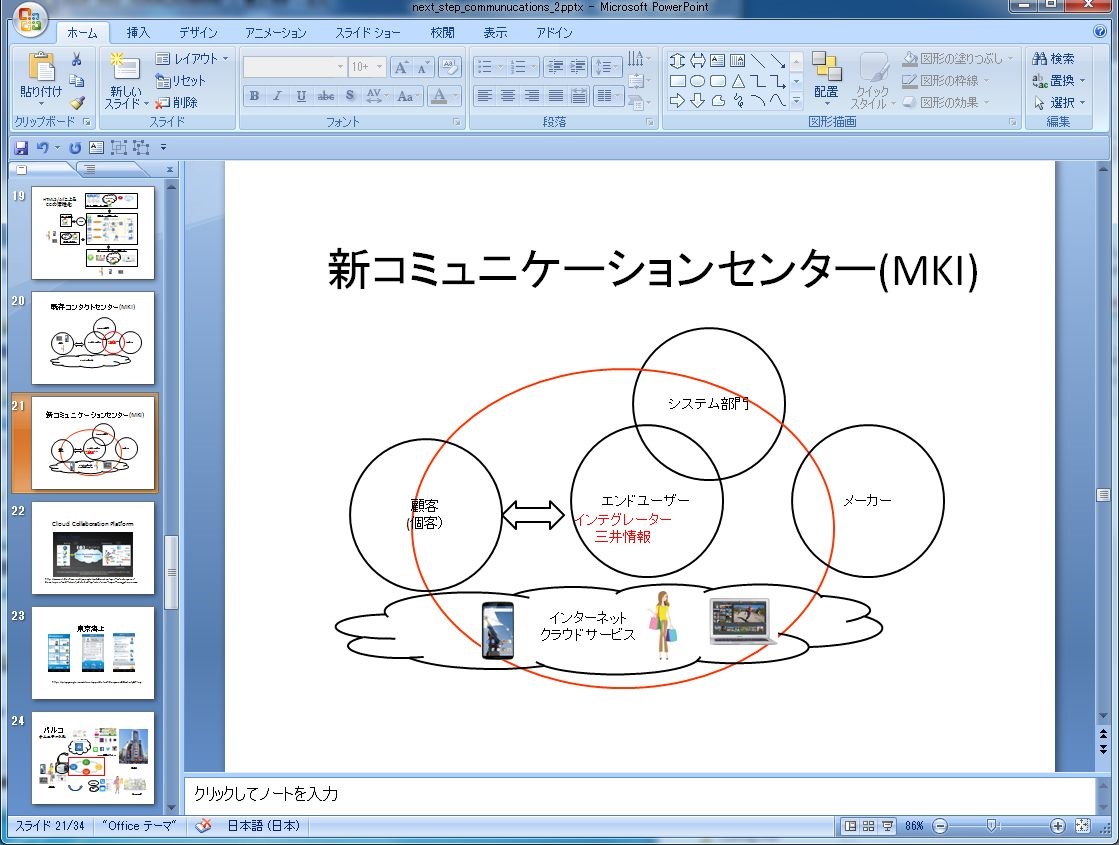 next_step_communucations_2pptx - Microsoft PowerPoint
ホーム 挿入 デザイン アニメーション スライド ショー 校閲 表示 アドイン
貼り付け
新しい
スライド
レイアウト
リセット
削除
10+
B I U abc S AV Aa A
配置
クイック
スタイル
図形の塗りつぶし
図形の枠線
図形の効果
検索
置換
選択
クリップボード スライド フォント 段落 図形描画 編集
19
20
既存コンタクトセンター(MKI)
21
新コミュニケーションセンター(MKI)
22
Cloud Collaboration Platform
23
東京海上
24
パルコ
新コミュニケーションセンター(MKI)
システム部門
顧客
(個客)
エンドユーザー
インテグレーター
三井情報
メーカー
インターネット
クラウドサービス
クリックしてノートを入力
スライド 21/34 "Office テーマ" 日本語 (日本) 86%